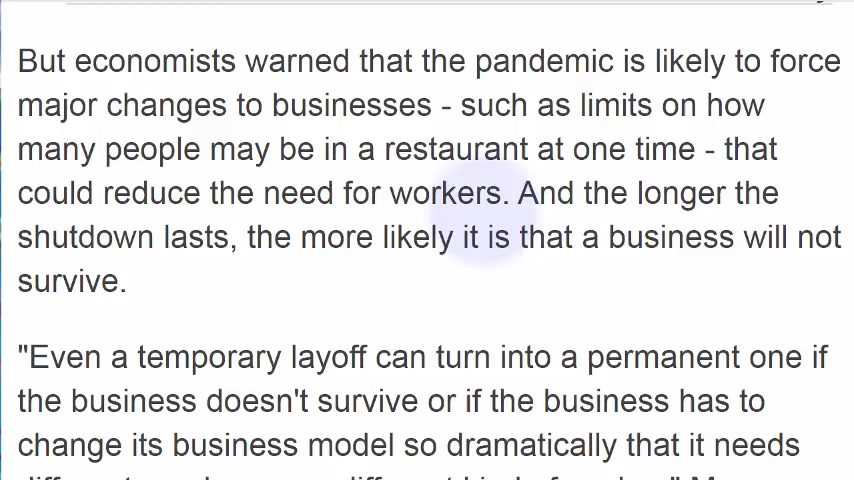 But economists warned that the pandemic is likely to force
major changes to businesses - such as limits on how
many people may be in a restaurant at one time - that
could reduce the need for workers. And the longer the
shutdown lasts, the more likely it is that a business will not
survive.
"Even a temporary layoff can turn into a permanent one if
the business doesn't survive or if the business has to
change its business model so dramatically that it needs